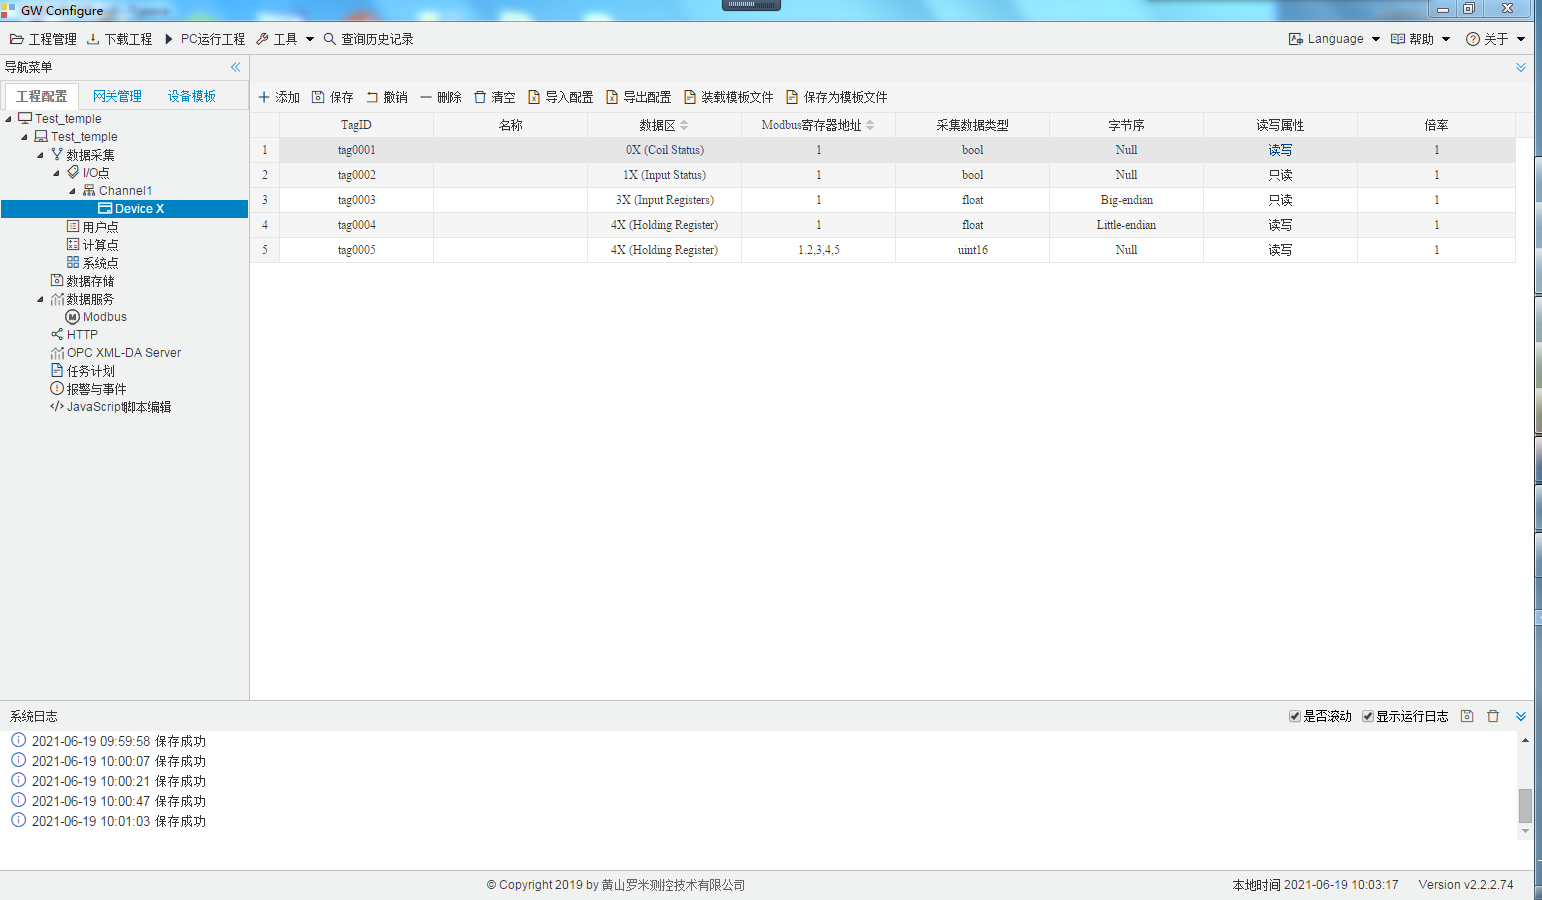 GW Configure
工程管理 下载工程 PC运行工程 工具 查询历史记录 Language 帮助 关于
导航菜单
工程配置 网关管理 设备模板
添加 保存 撤销 删除 清空 导入配置 导出配置 装载模板文件 保存为模板文件
Test_temple
Test_temple
数据采集
I/O点
Channel1
Device X
用户点
计算点
系统点
数据存储
数据服务
Modbus
HTTP
OPC XML-DA Server
任务计划
报警与事件
JavaScript脚本编辑
TagID 名称 数据区 Modbus寄存器地址 采集数据类型 字节序 读写属性 倍率
1 tag0001 0X (Coil Status) 1 bool Null 读写 1
2 tag0002 1X (Input Status) 1 bool Null 只读 1
3 tag0003 3X (Input Registers) 1 float Big-endian 只读 1
4 tag0004 4X (Holding Register) 1 float Little-endian 读写 1
5 tag0005 4X (Holding Register) 1.2,3,4,5 uint16 Null 读写 1
系统日志 是否滚动 显示运行日志
2021-06-19 09:59:58 保存成功
2021-06-19 10:00:07 保存成功
2021-06-19 10:00:21 保存成功
2021-06-19 10:00:47 保存成功
2021-06-19 10:01:03 保存成功
© Copyright 2019 by 黄山罗米测控技术有限公司 本地时间 2021-06-19 10:03:17 Version v2.2.2.74